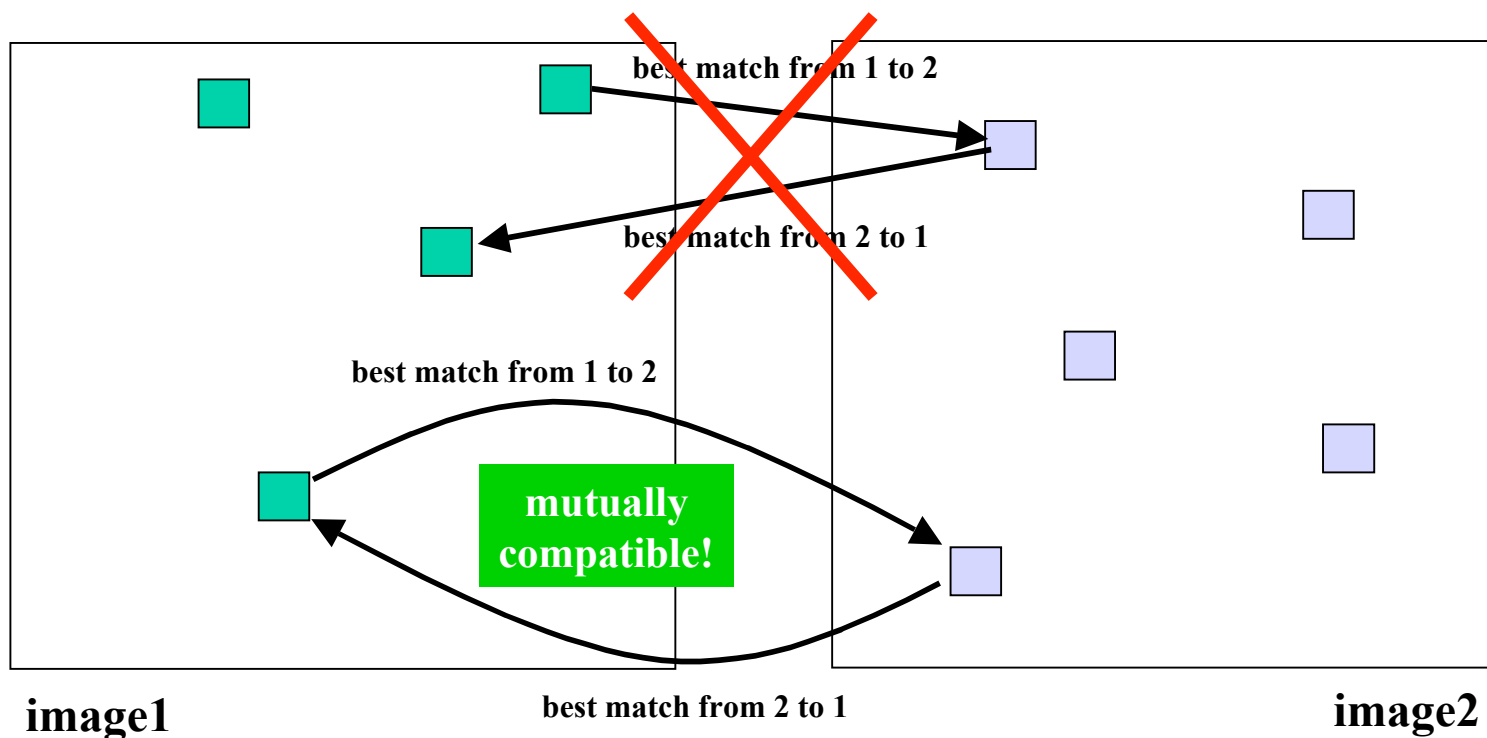 best match from 1 to 2
best match from 2 to 1
best match from 1 to 2
mutually
compatible!
best match from 2 to 1
image1
image2